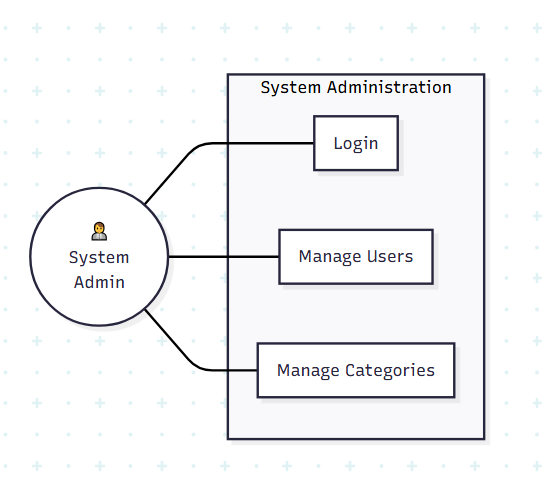 System Administration
Login
System
Admin
Manage Users
Manage Categories